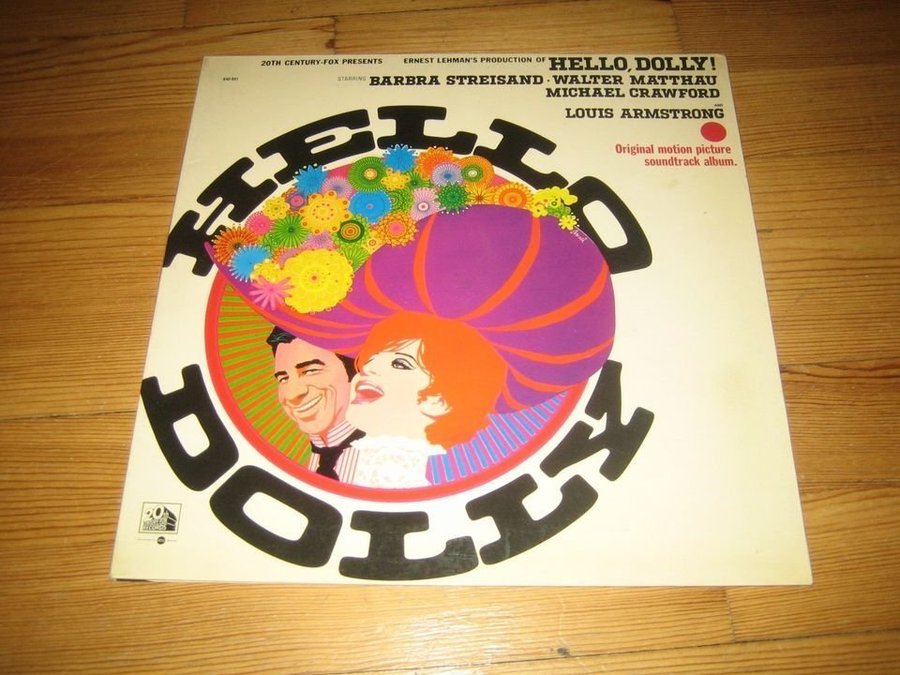 20TH CENTURY-FOX PRESENTS ERNEST LEHMAN'S PRODUCTION OF HELLO, DOLLY!
STARRING BARBRA STREISAND · WALTER MATTHAU
MICHAEL CRAWFORD
AND
LOUIS ARMSTRONG
Original motion picture
soundtrack album.
HELLO
DOLLY
20